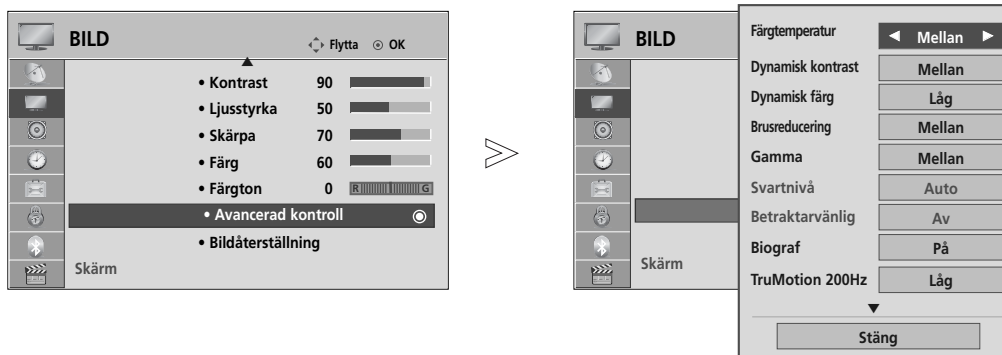 BILD
Flytta OK
• Kontrast 90
• Ljusstyrka 50
• Skärpa 70
• Färg 60
• Färgton 0 R G
• Avancerad kontroll
• Bildåterställning
Skärm
BILD
Skärm
Färgtemperatur ◄ Mellan ►
Dynamisk kontrast Mellan
Dynamisk färg Låg
Brusreducering Mellan
Gamma Mellan
Svartnivå Auto
Betraktarvänlig Av
Biograf På
TruMotion 200Hz Låg
Stäng